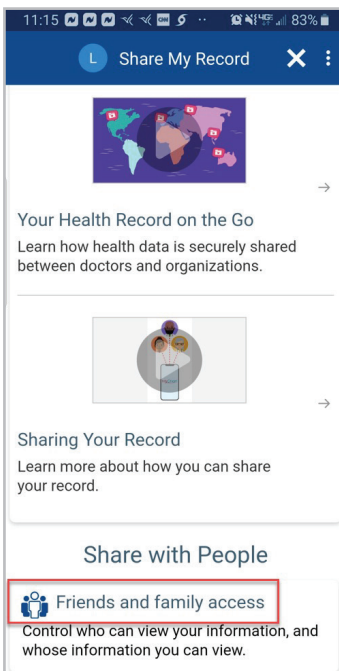 11:15 83%
L Share My Record
Your Health Record on the Go
Learn how health data is securely shared
between doctors and organizations.
Sharing Your Record
Learn more about how you can share
your record.
Share with People
Friends and family access
Control who can view your information, and
whose information you can view.